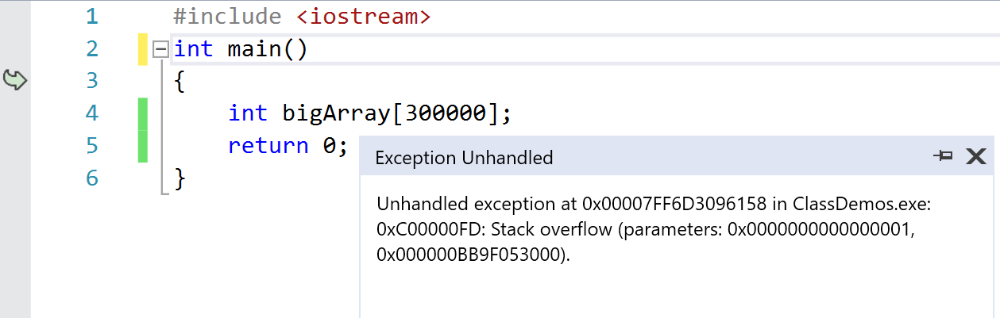 1 #include <iostream>
2 int main()
3 {
4 int bigArray[300000];
5 return 0;
6 }
Exception Unhandled
Unhandled exception at 0x00007FF6D3096158 in ClassDemos.exe:
0xC00000FD: Stack overflow (parameters: 0x0000000000000001,
0x000000BB9F053000).